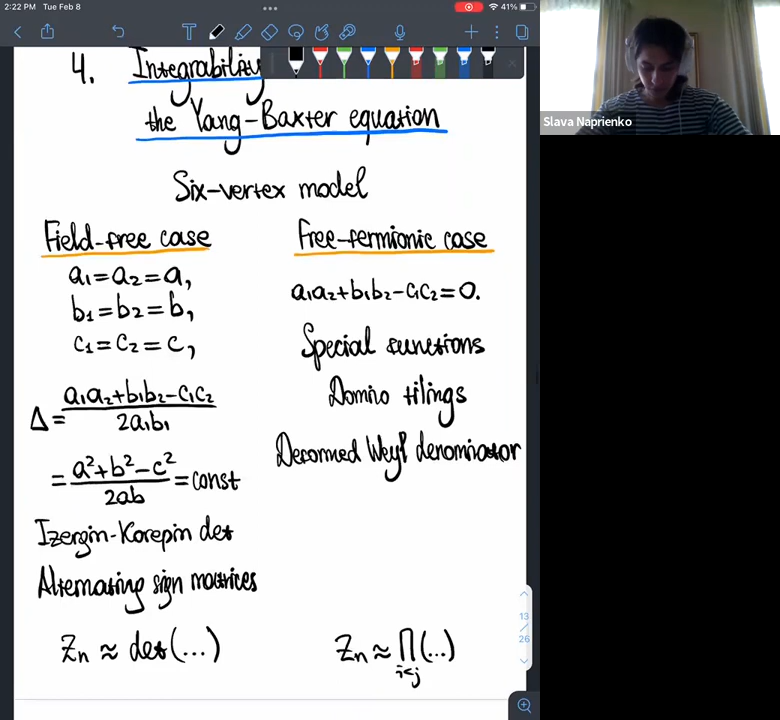 2:22 PM Tue Feb 8
41%
4. Integrability
the Yang-Baxter equation
Six-vertex model
Field-free case
a₁=a₂=a,
b₁=b₂=b,
c₁=c₂=c,
Δ= a₁a₂+b₁b₂-c₁c₂ / 2a₁b₁
= a²+b²-c² / 2ab = const
Izergin-Korepin det
Alternating sign matrices
Zₙ ≈ det(...)
Free-fermionic case
a₁a₂+b₁b₂-c₁c₂=0.
Special functions
Domino tilings
Deformed Weyl denominator
Zₙ ≈ ∏ (...)
i<j
13
/
26
Slava Naprienko